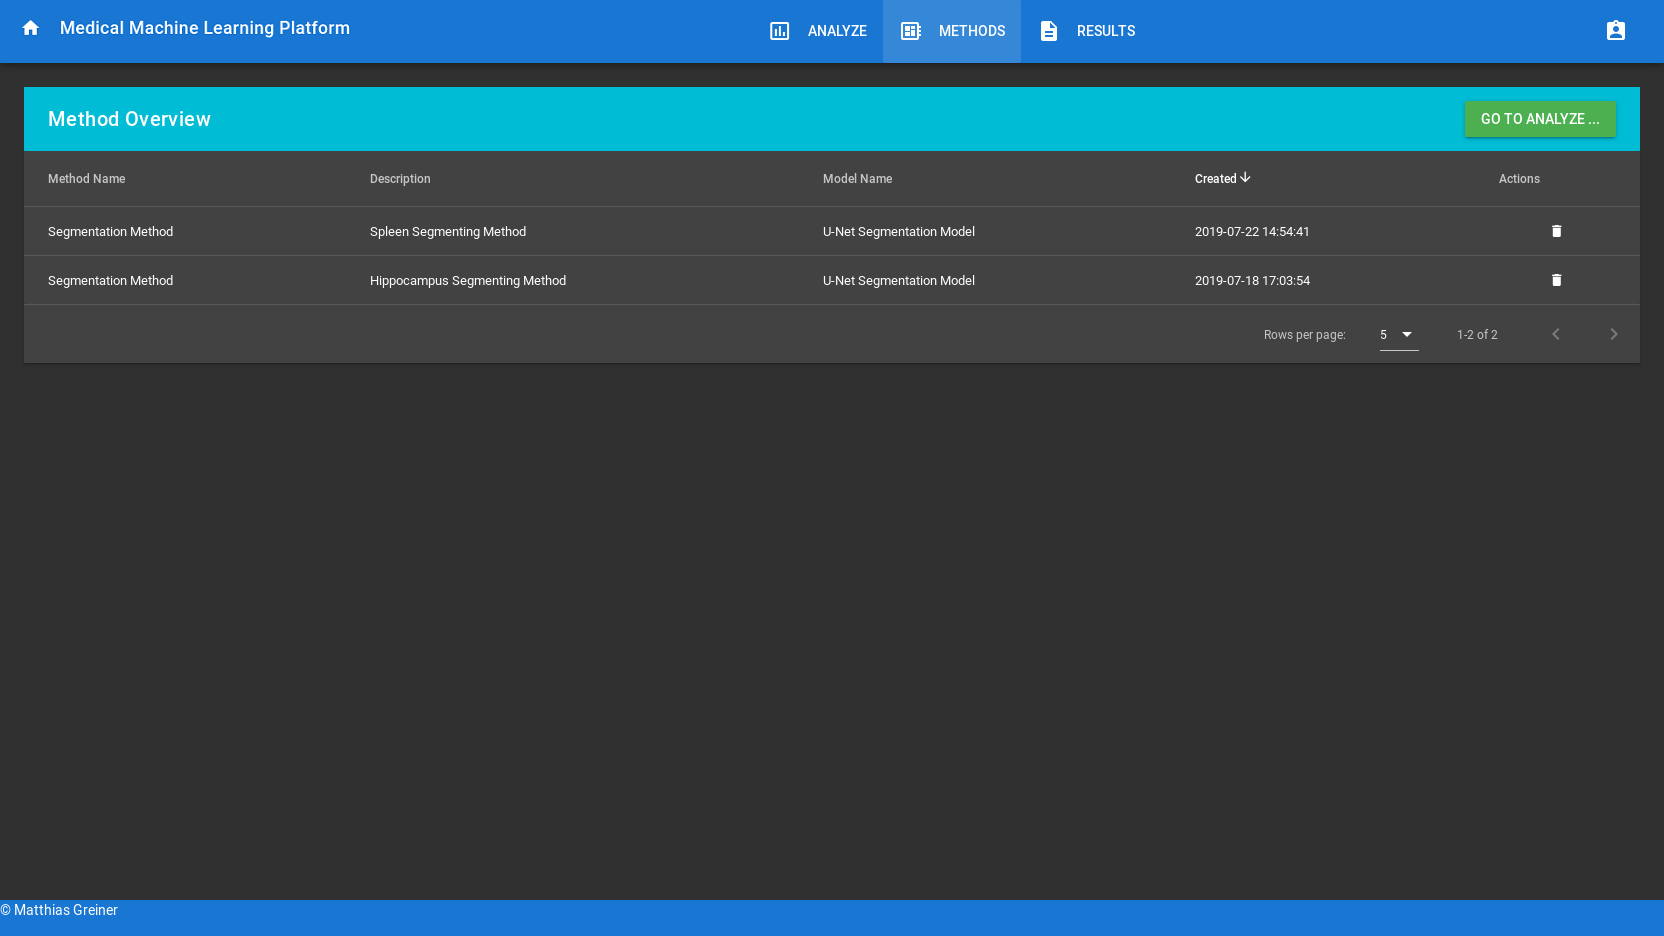 Medical Machine Learning Platform
ANALYZE
METHODS
RESULTS
Method Overview
GO TO ANALYZE ...
Method Name Description Model Name Created Actions
Segmentation Method Spleen Segmenting Method U-Net Segmentation Model 2019-07-22 14:54:41
Segmentation Method Hippocampus Segmenting Method U-Net Segmentation Model 2019-07-18 17:03:54
Rows per page: 5 1-2 of 2
© Matthias Greiner